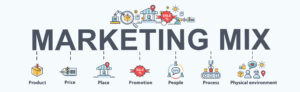 MARKETING MIX
Product Price Place Promotion People Process Physical environment